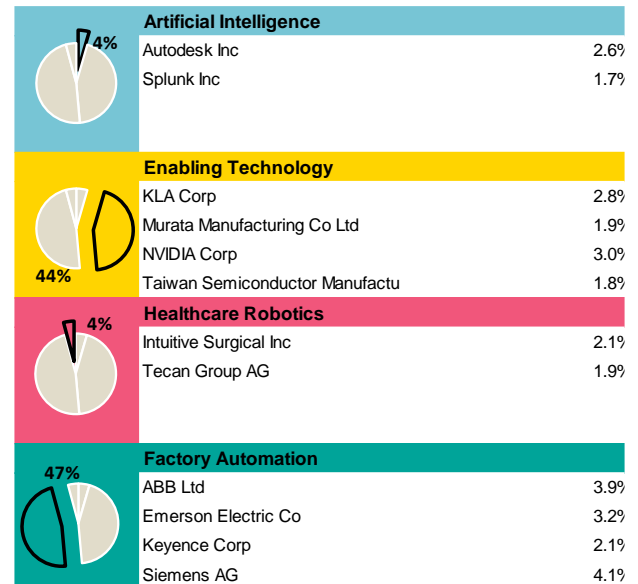 Artificial Intelligence
4%
Autodesk Inc 2.6%
Splunk Inc 1.7%
Enabling Technology
KLA Corp 2.8%
Murata Manufacturing Co Ltd 1.9%
NVIDIA Corp 3.0%
44%
Taiwan Semiconductor Manufactu 1.8%
Healthcare Robotics
4%
Intuitive Surgical Inc 2.1%
Tecan Group AG 1.9%
Factory Automation
47%
ABB Ltd 3.9%
Emerson Electric Co 3.2%
Keyence Corp 2.1%
Siemens AG 4.1%